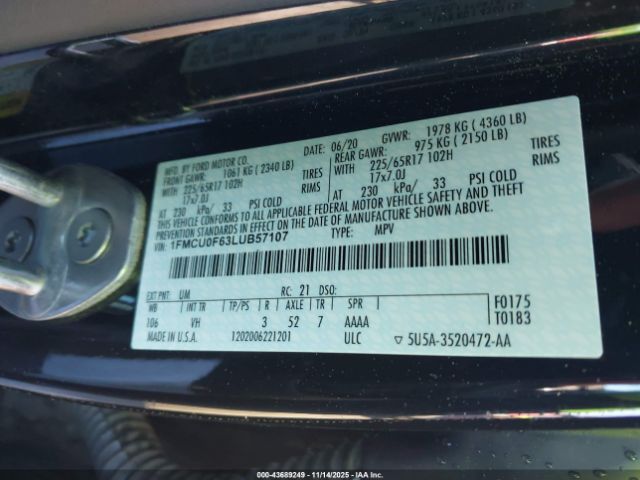 MFD. BY FORD MOTOR CO. DATE: 06/20 GVWR: 1978 KG ( 4360 LB)
FRONT GAWR: 1061 KG ( 2340 LB) REAR GAWR: 975 KG ( 2150 LB)
WITH 225/65R17 102H TIRES WITH 225/65R17 102H TIRES
17x7.0J RIMS 17x7.0J RIMS
AT 230 kPa/ 33 PSI COLD AT 230 kPa/ 33 PSI COLD
THIS VEHICLE CONFORMS TO ALL APPLICABLE FEDERAL MOTOR VEHICLE SAFETY AND THEFT
PREVENTION STANDARDS IN EFFECT ON THE DATE OF MANUFACTURE SHOWN ABOVE.
VIN: 1FMCU0F63LUB57107 TYPE: MPV
EXT PNT: UM RC: 21 DSO: F0175
WB INT TR TP/PS R AXLE TR SPR T0183
106 VH 3 52 7 AAAA
MADE IN U.S.A. 1202006221201 ULC 5U5A-3520472-AA
000-43689249 | 11/14/2025 | IAAI, Inc. Copyright